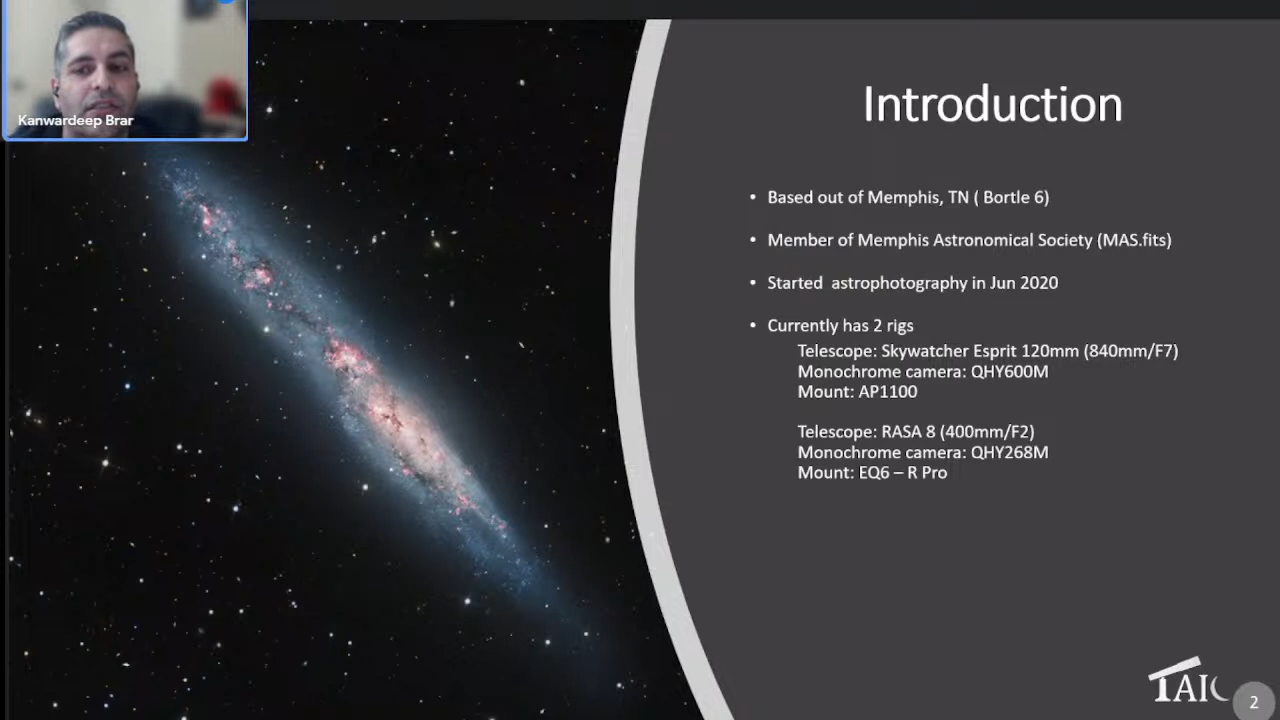 Kanwardeep Brar
Introduction
• Based out of Memphis, TN ( Bortle 6)
• Member of Memphis Astronomical Society (MAS.fits)
• Started  astrophotography in Jun 2020
• Currently has 2 rigs
Telescope: Skywatcher Esprit 120mm (840mm/F7)
Monochrome camera: QHY600M
Mount: AP1100
Telescope: RASA 8 (400mm/F2)
Monochrome camera: QHY268M
Mount: EQ6 – R Pro
TAIC
2